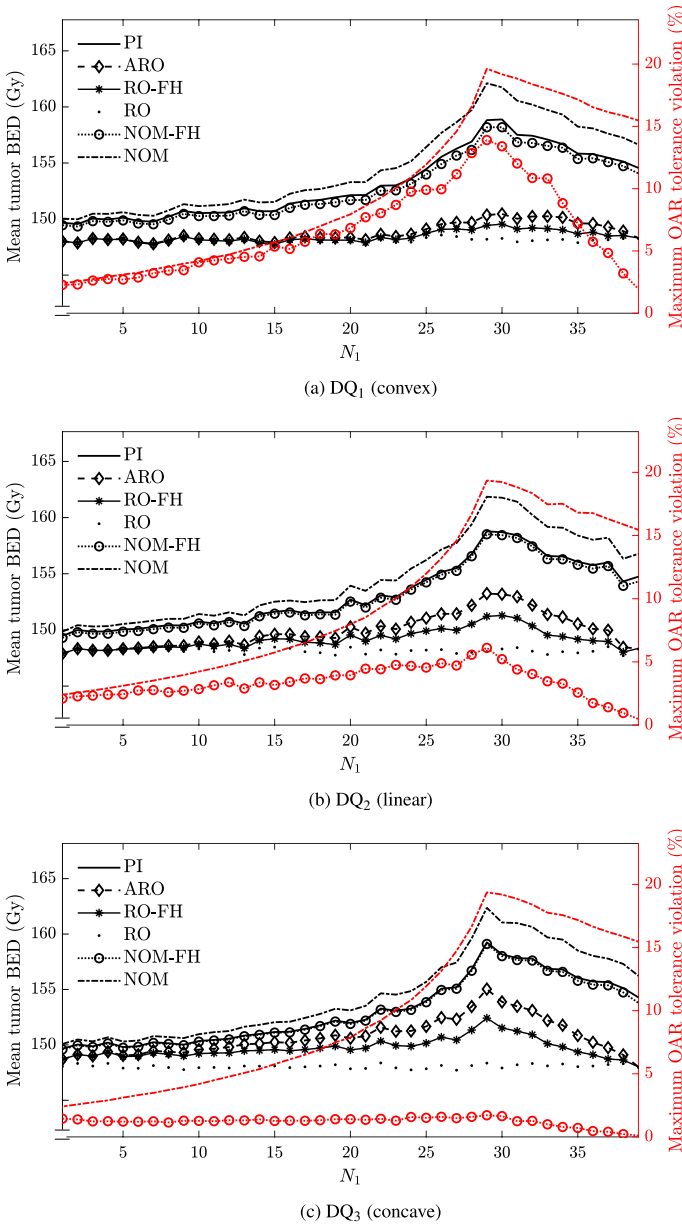 165
160
155
150
Mean tumor BED (Gy)
PI
ARO
RO-FH
RO
NOM-FH
NOM
20
15
10
5
0
Maximum OAR tolerance violation (%)
5 10 15 20 25 30 35
N₁
(a) DQ₁ (convex)
165
160
155
150
Mean tumor BED (Gy)
PI
ARO
RO-FH
RO
NOM-FH
NOM
20
15
10
5
0
Maximum OAR tolerance violation (%)
5 10 15 20 25 30 35
N₁
(b) DQ₂ (linear)
165
160
155
150
Mean tumor BED (Gy)
PI
ARO
RO-FH
RO
NOM-FH
NOM
20
15
10
5
0
Maximum OAR tolerance violation (%)
5 10 15 20 25 30 35
N₁
(c) DQ₃ (concave)